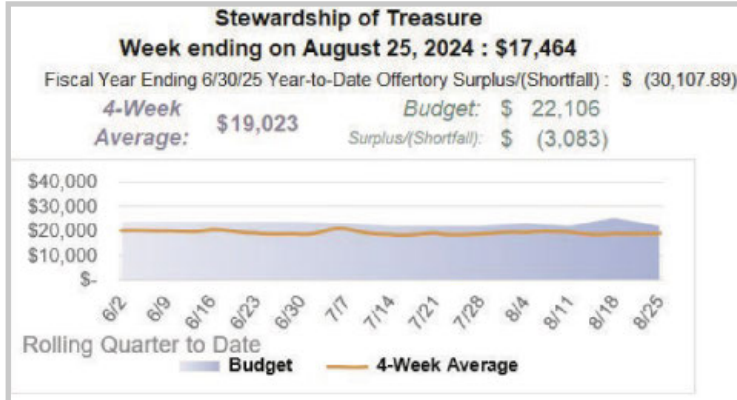 Stewardship of Treasure
Week ending on August 25, 2024 : $17,464
Fiscal Year Ending 6/30/25 Year-to-Date Offertory Surplus/(Shortfall) : $ (30,107.89)
4-Week Average: $19,023
Budget: $ 22,106
Surplus/(Shortfall): $ (3,083)
$40,000
$30,000
$20,000
$10,000
$-
6/2 6/9 6/16 6/23 6/30 7/7 7/14 7/21 7/28 8/4 8/11 8/18 8/25
Rolling Quarter to Date
Budget 4-Week Average